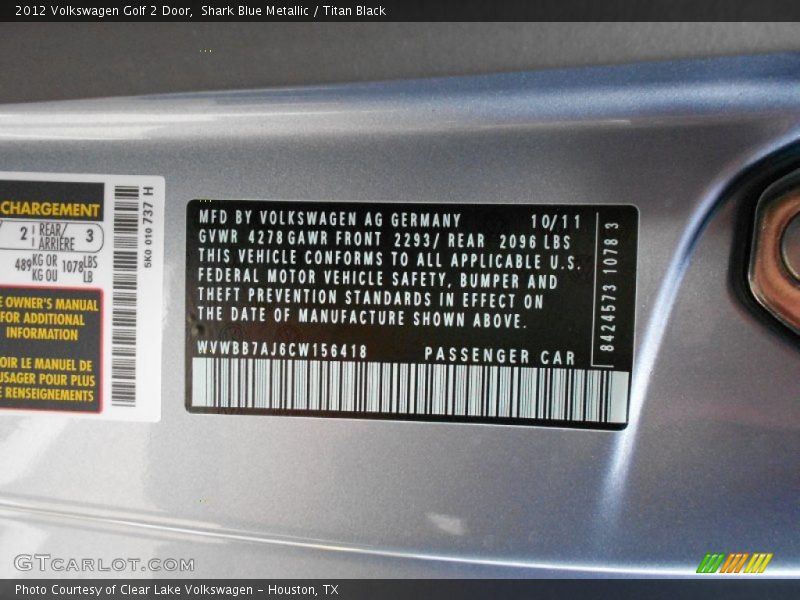 2012 Volkswagen Golf 2 Door,  Shark Blue Metallic / Titan Black
CHARGEMENT
2 REAR/ ARRIÈRE 3
489 KG OR 1078 LBS
KG OU LB
OWNER'S MANUAL
FOR ADDITIONAL
INFORMATION
OIR LE MANUEL DE
USAGER POUR PLUS
RENSEIGNEMENTS
5K0 010 737 H
MFD BY VOLKSWAGEN AG GERMANY 10/11
GVWR 4278 GAWR FRONT 2293/ REAR 2096 LBS
THIS VEHICLE CONFORMS TO ALL APPLICABLE U.S.
FEDERAL MOTOR VEHICLE SAFETY, BUMPER AND
THEFT PREVENTION STANDARDS IN EFFECT ON
THE DATE OF MANUFACTURE SHOWN ABOVE.
WVWBB7AJ6CW156418 PASSENGER CAR
8424573 1078 3
GTCARLOT.COM
Photo Courtesy of Clear Lake Volkswagen – Houston, TX